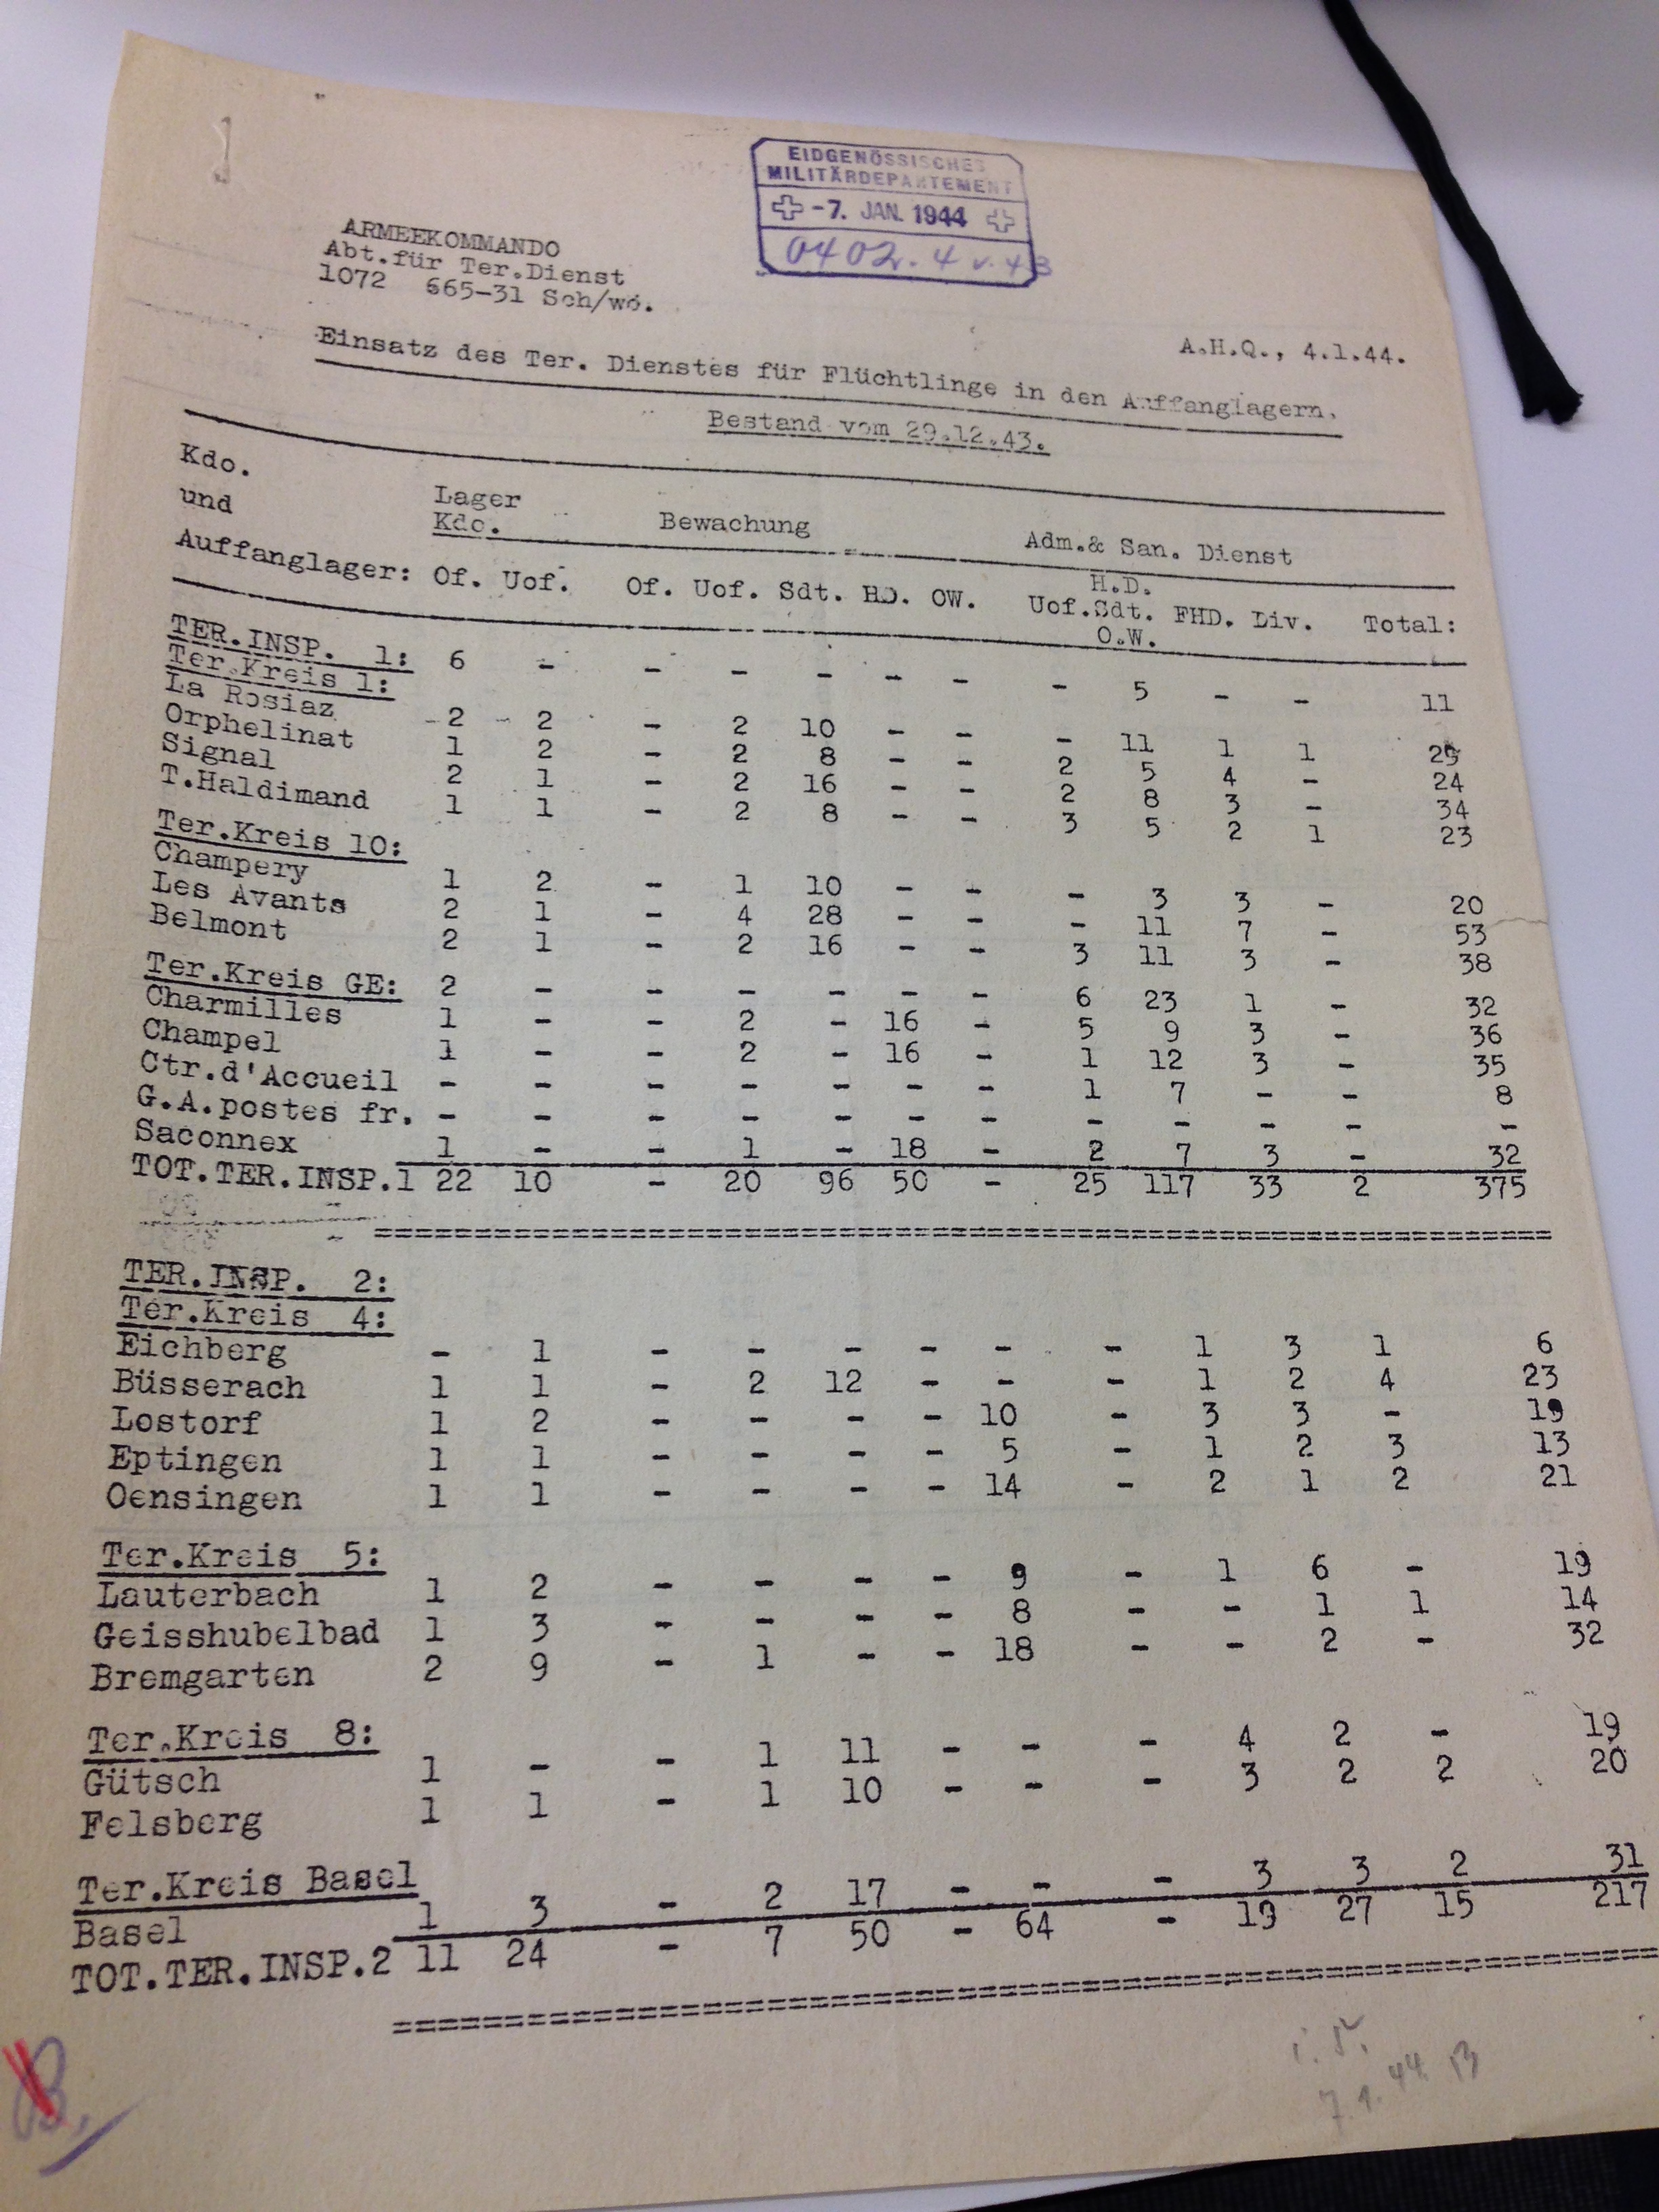 EIDGENÖSSISCHES
MILITÄRDEPARTEMENT
-7. JAN. 1944
0402.4
ARMEEKOMMANDO
Abt.für Ter.Dienst
1072 665-31 Sch/wö.
A.H.Q., 4.1.44.
Einsatz des Ter. Dienstes für Flüchtlinge in den Auffanglagern.
Bestand vom 29.12.43.
Kdo.
und
Auffanglager:
Lager
Kdo.
Bewachung
Adm.& San. Dienst
H.D.
Of. Uof. Of. Uof. Sdt. HD. OW. Uof.Sdt. FHD. Div. Total:
O.W.
TER.INSP. 1: 6 - - - - - - - 5 - - 11
Ter.Kreis 1:
La Rosiaz 2 2 - 2 10 - - - 11 1 1 29
Orphelinat 1 2 - 2 8 - - 2 5 4 - 24
Signal 2 1 - 2 16 - - 2 8 3 - 34
T.Haldimand 1 1 - 2 8 - - 3 5 2 1 23
Ter.Kreis 10:
Champery 1 2 - 1 10 - - - 3 3 - 20
Les Avants 2 1 - 4 28 - - - 11 7 - 53
Belmont 2 1 - 2 16 - - 3 11 3 - 38
Ter.Kreis GE: 2 - - - - - - 6 23 1 - 32
Charmilles 1 - - 2 - 16 - 5 9 3 - 36
Champel 1 - - 2 - 16 - 1 12 3 - 35
Ctr.d'Accueil - - - - - - - 1 7 - - 8
G.A.postes fr. - - - - - - - - - - - -
Saconnex 1 - - 1 - 18 - 2 7 3 - 32
TOT.TER.INSP.1 22 10 - 20 96 50 - 25 117 33 2 375
TER.INSP. 2:
Ter.Kreis 4:
Eichberg - 1 - - - - - - 1 3 1 6
Büsserach 1 1 - 2 12 - - - 1 2 4 23
Lostorf 1 2 - - - - 10 - 3 3 - 19
Eptingen 1 1 - - - - 5 - 1 2 3 13
Oensingen 1 1 - - - - 14 - 2 1 2 21
Ter.Kreis 5:
Lauterbach 1 2 - - - - 9 - 1 6 - 19
Geisshubelbad 1 3 - - - - 8 - - 1 1 14
Bremgarten 2 9 - 1 - - 18 - - 2 - 32
Ter.Kreis 8:
Gütsch 1 - - 1 11 - - - 4 2 - 19
Felsberg 1 1 - 1 10 - - - 3 2 2 20
Ter.Kreis Basel
Basel 1 3 - 2 17 - - - 3 3 2 31
TOT.TER.INSP.2 11 24 - 7 50 - 64 - 19 27 15 217
7.1.44. B